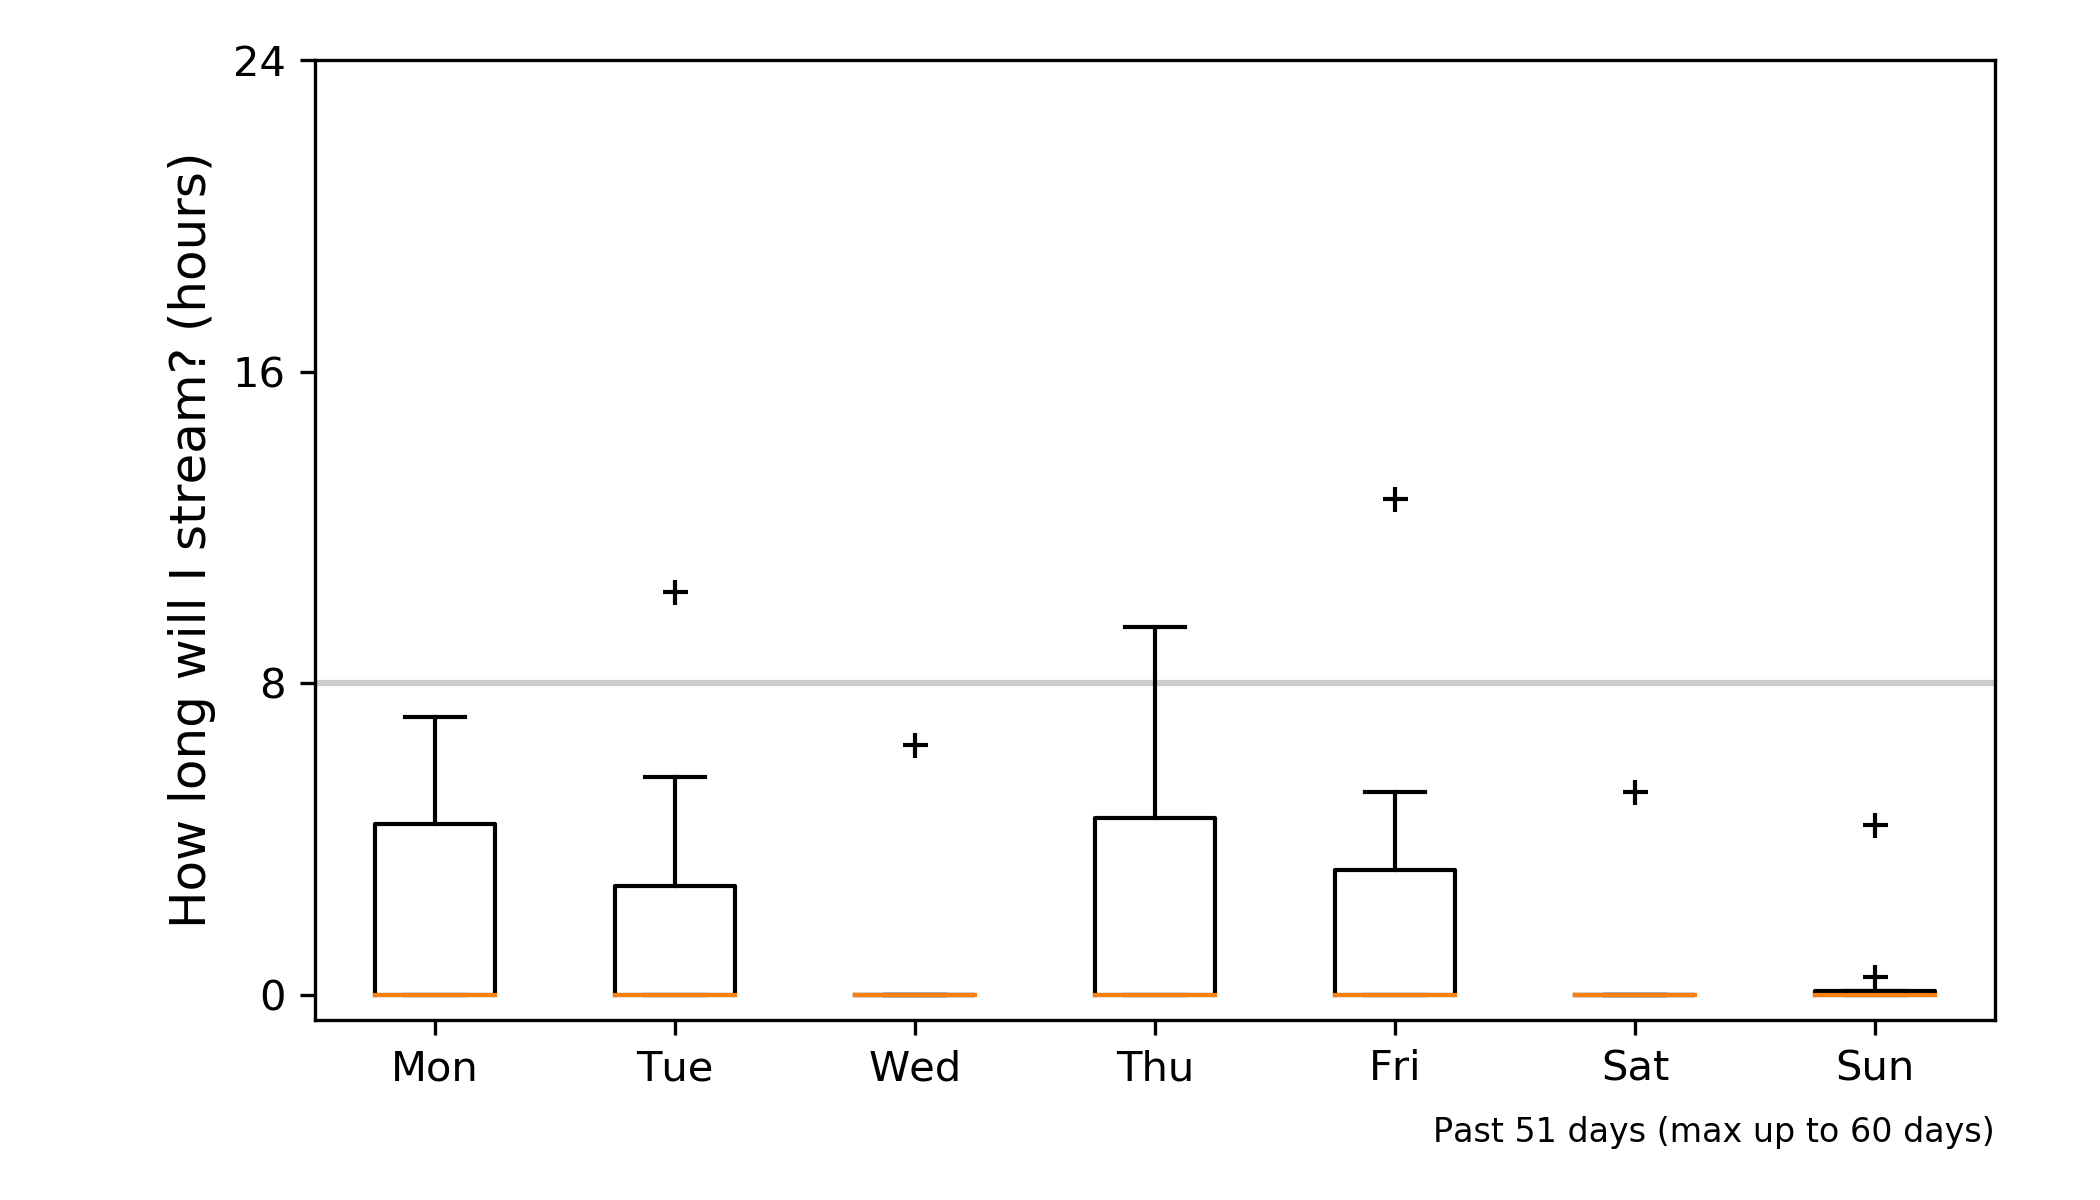 How long will I stream? (hours)
24
16
8
0
Mon Tue Wed Thu Fri Sat Sun
Past 51 days (max up to 60 days)